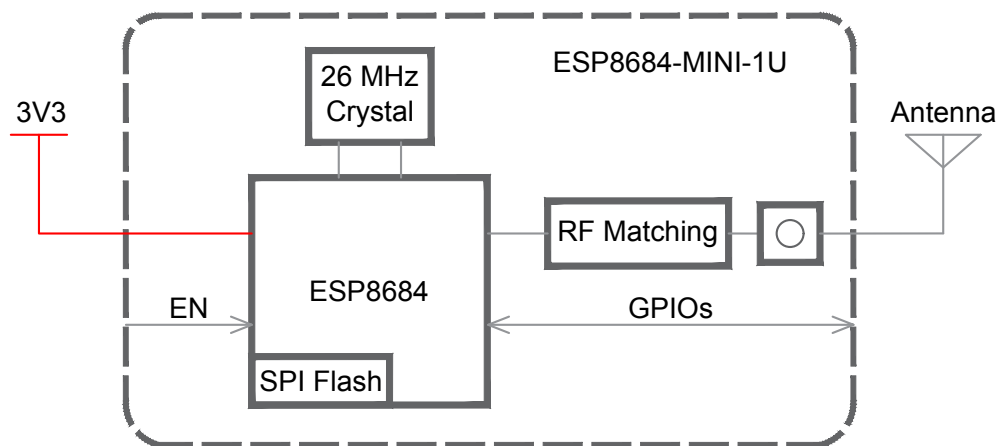 ESP8684-MINI-1U
26 MHz
Crystal
3V3
Antenna
RF Matching
ESP8684
EN
GPIOs
SPI Flash